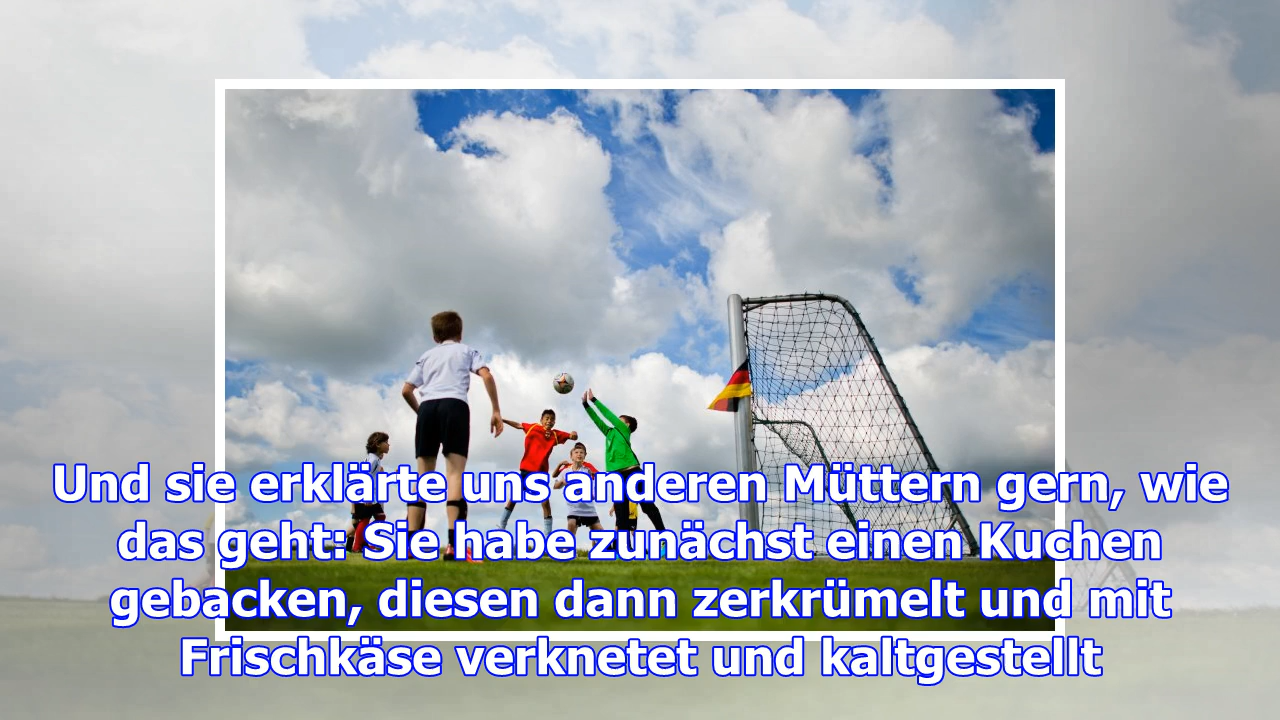 Und sie erklärte uns anderen Müttern gern, wie
das geht: Sie habe zunächst einen Kuchen
gebacken, diesen dann zerkrümelt und mit
Frischkäse verknetet und kaltgestellt